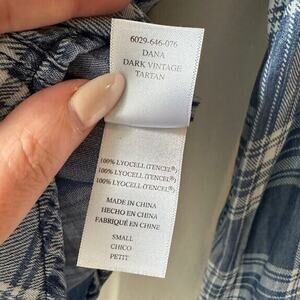 6029-646-076
DANA
DARK VINTAGE
TARTAN
100% LYOCELL (TENCEL®)
100% LYOCELL (TENCEL®)
100% LYOCELL (TENCEL®)
MADE IN CHINA
HECHO EN CHINA
FABRIQUÉ EN CHINE
SMALL
CHICO
PETIT